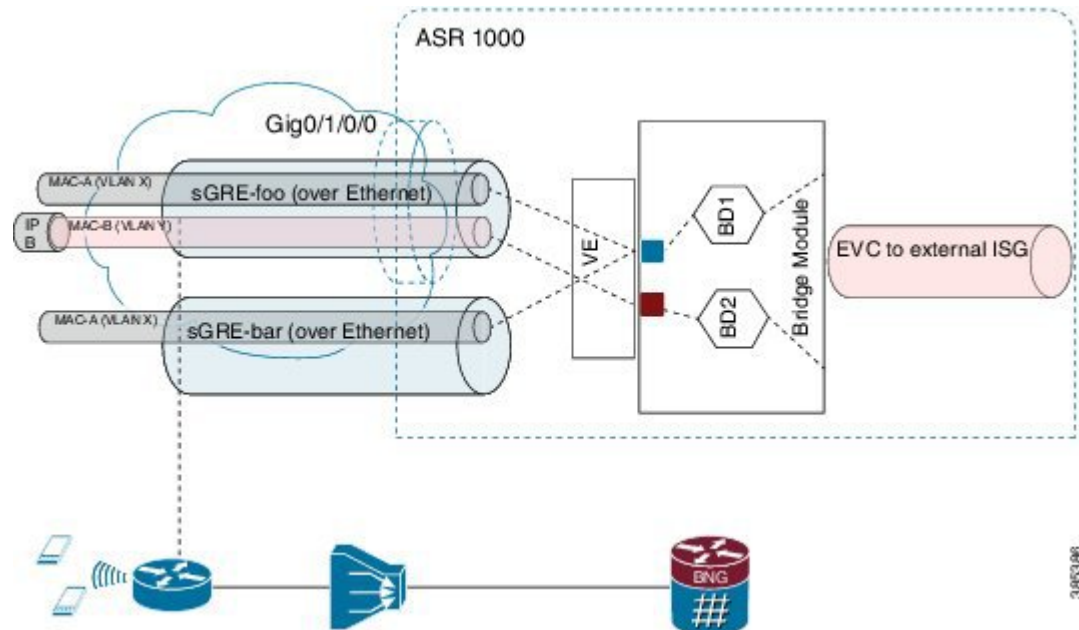 ASR 1000
Gig0/1/0/0
MAC-A (VLAN X)
sGRE-foo (over Ethernet)
IP
B
MAC-B (VLAN Y)
MAC-A (VLAN X)
sGRE-bar (over Ethernet)
VE
BD1
BD2
Bridge Module
EVC to external ISG
BNG
385386